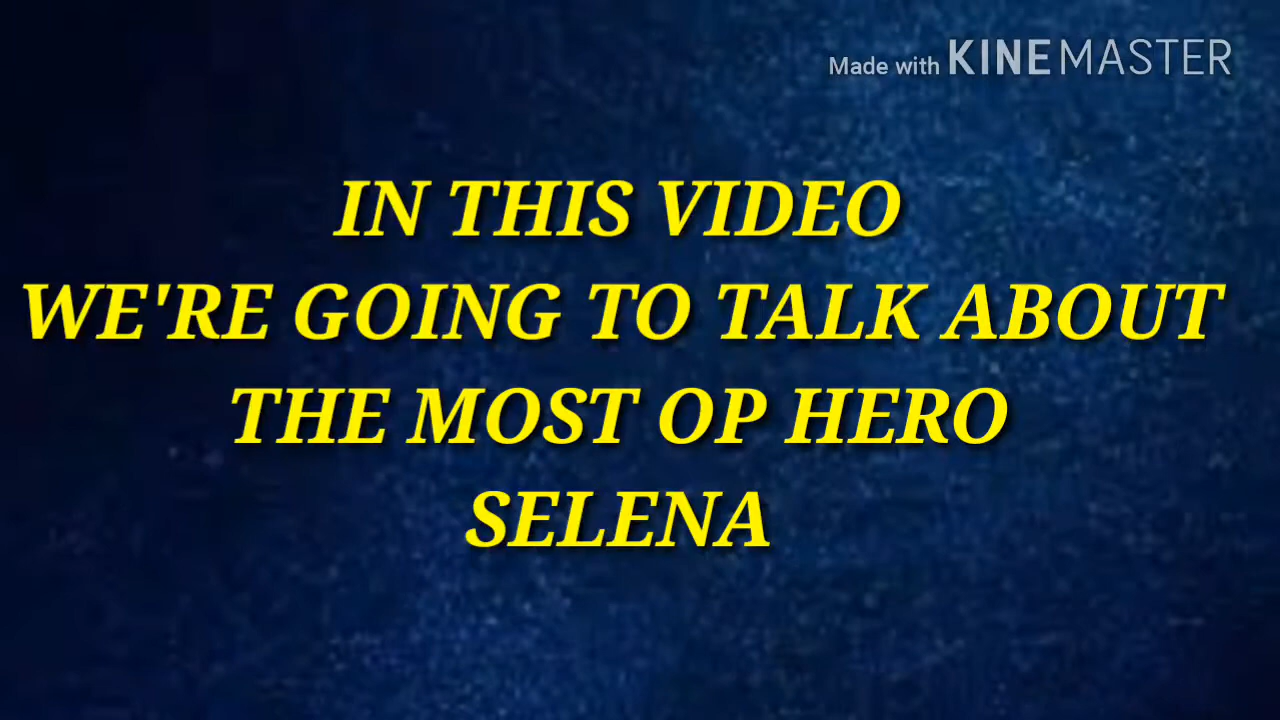 Made with KINEMASTER
IN THIS VIDEO
WE'RE GOING TO TALK ABOUT
THE MOST OP HERO
SELENA